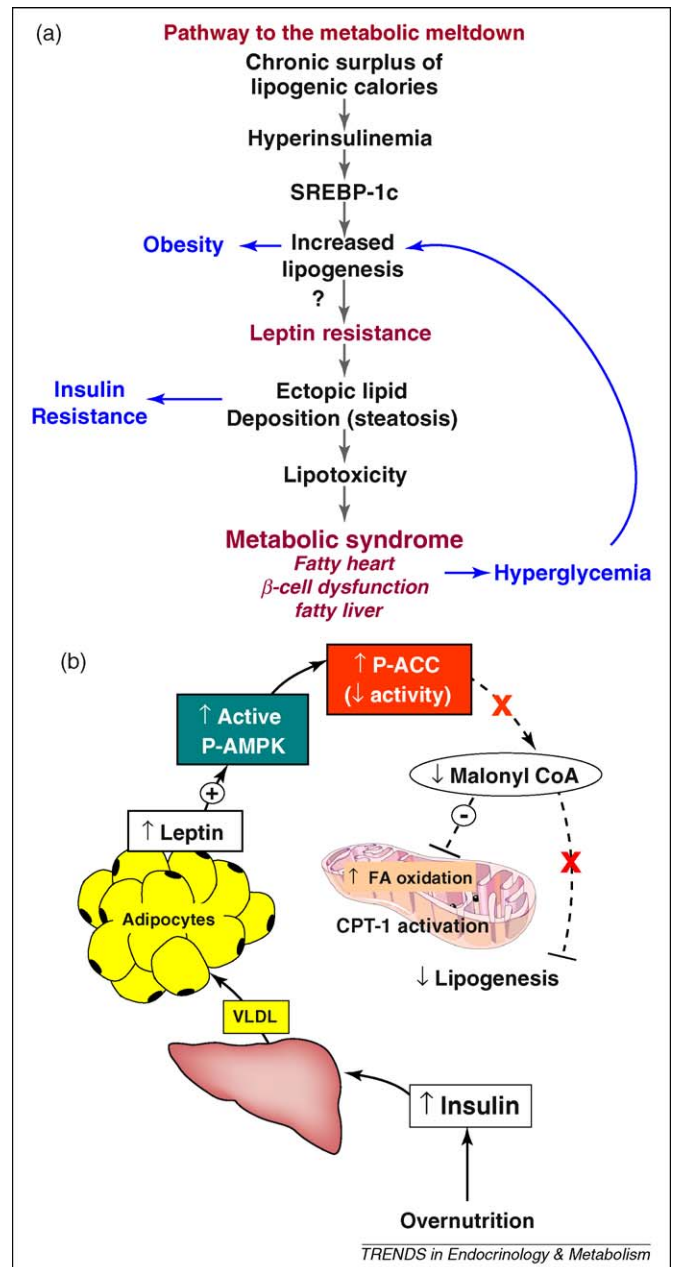 (a)
Pathway to the metabolic meltdown
Chronic surplus of
lipogenic calories
Hyperinsulinemia
SREBP-1c
Obesity
Increased
lipogenesis
?
Leptin resistance
Insulin
Resistance
Ectopic lipid
Deposition (steatosis)
Lipotoxicity
Metabolic syndrome
Fatty heart
β-cell dysfunction
fatty liver
Hyperglycemia
(b)
↑ P-ACC
(↓ activity)
X
↑ Active
P-AMPK
↓ Malonyl CoA
+
-
↑ Leptin
X
↑ FA oxidation
Adipocytes
CPT-1 activation
↓ Lipogenesis
VLDL
↑ Insulin
Overnutrition
TRENDS in Endocrinology & Metabolism